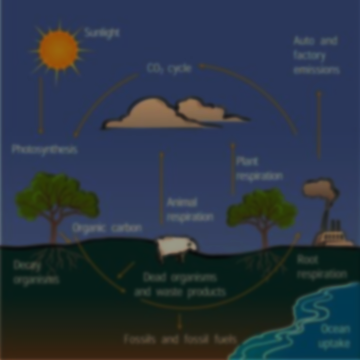 Sunlight
CO₂ cycle
Auto and
factory
emissions
Photosynthesis
Plant
respiration
Animal
respiration
Organic carbon
Decay
organisms
Dead organisms
and waste products
Root
respiration
Fossils and fossil fuels
Ocean
uptake